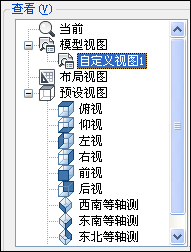 查看(V)
当前
模型视图
自定义视图1
布局视图
预设视图
俯视
仰视
左视
右视
前视
后视
西南等轴测
东南等轴测
东北等轴测